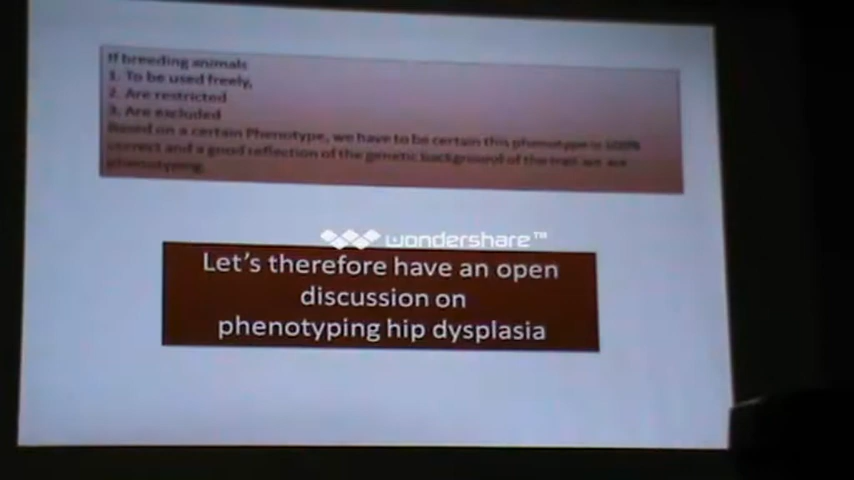 If breeding animals
1. To be used freely,
2. Are restricted
3. Are excluded
Based on a certain Phenotype, we have to be certain this phenotype is 100%
correct and a good reflection of the genetic background of the trait we are
phenotyping.
wondershare™
Let's therefore have an open
discussion on
phenotyping hip dysplasia